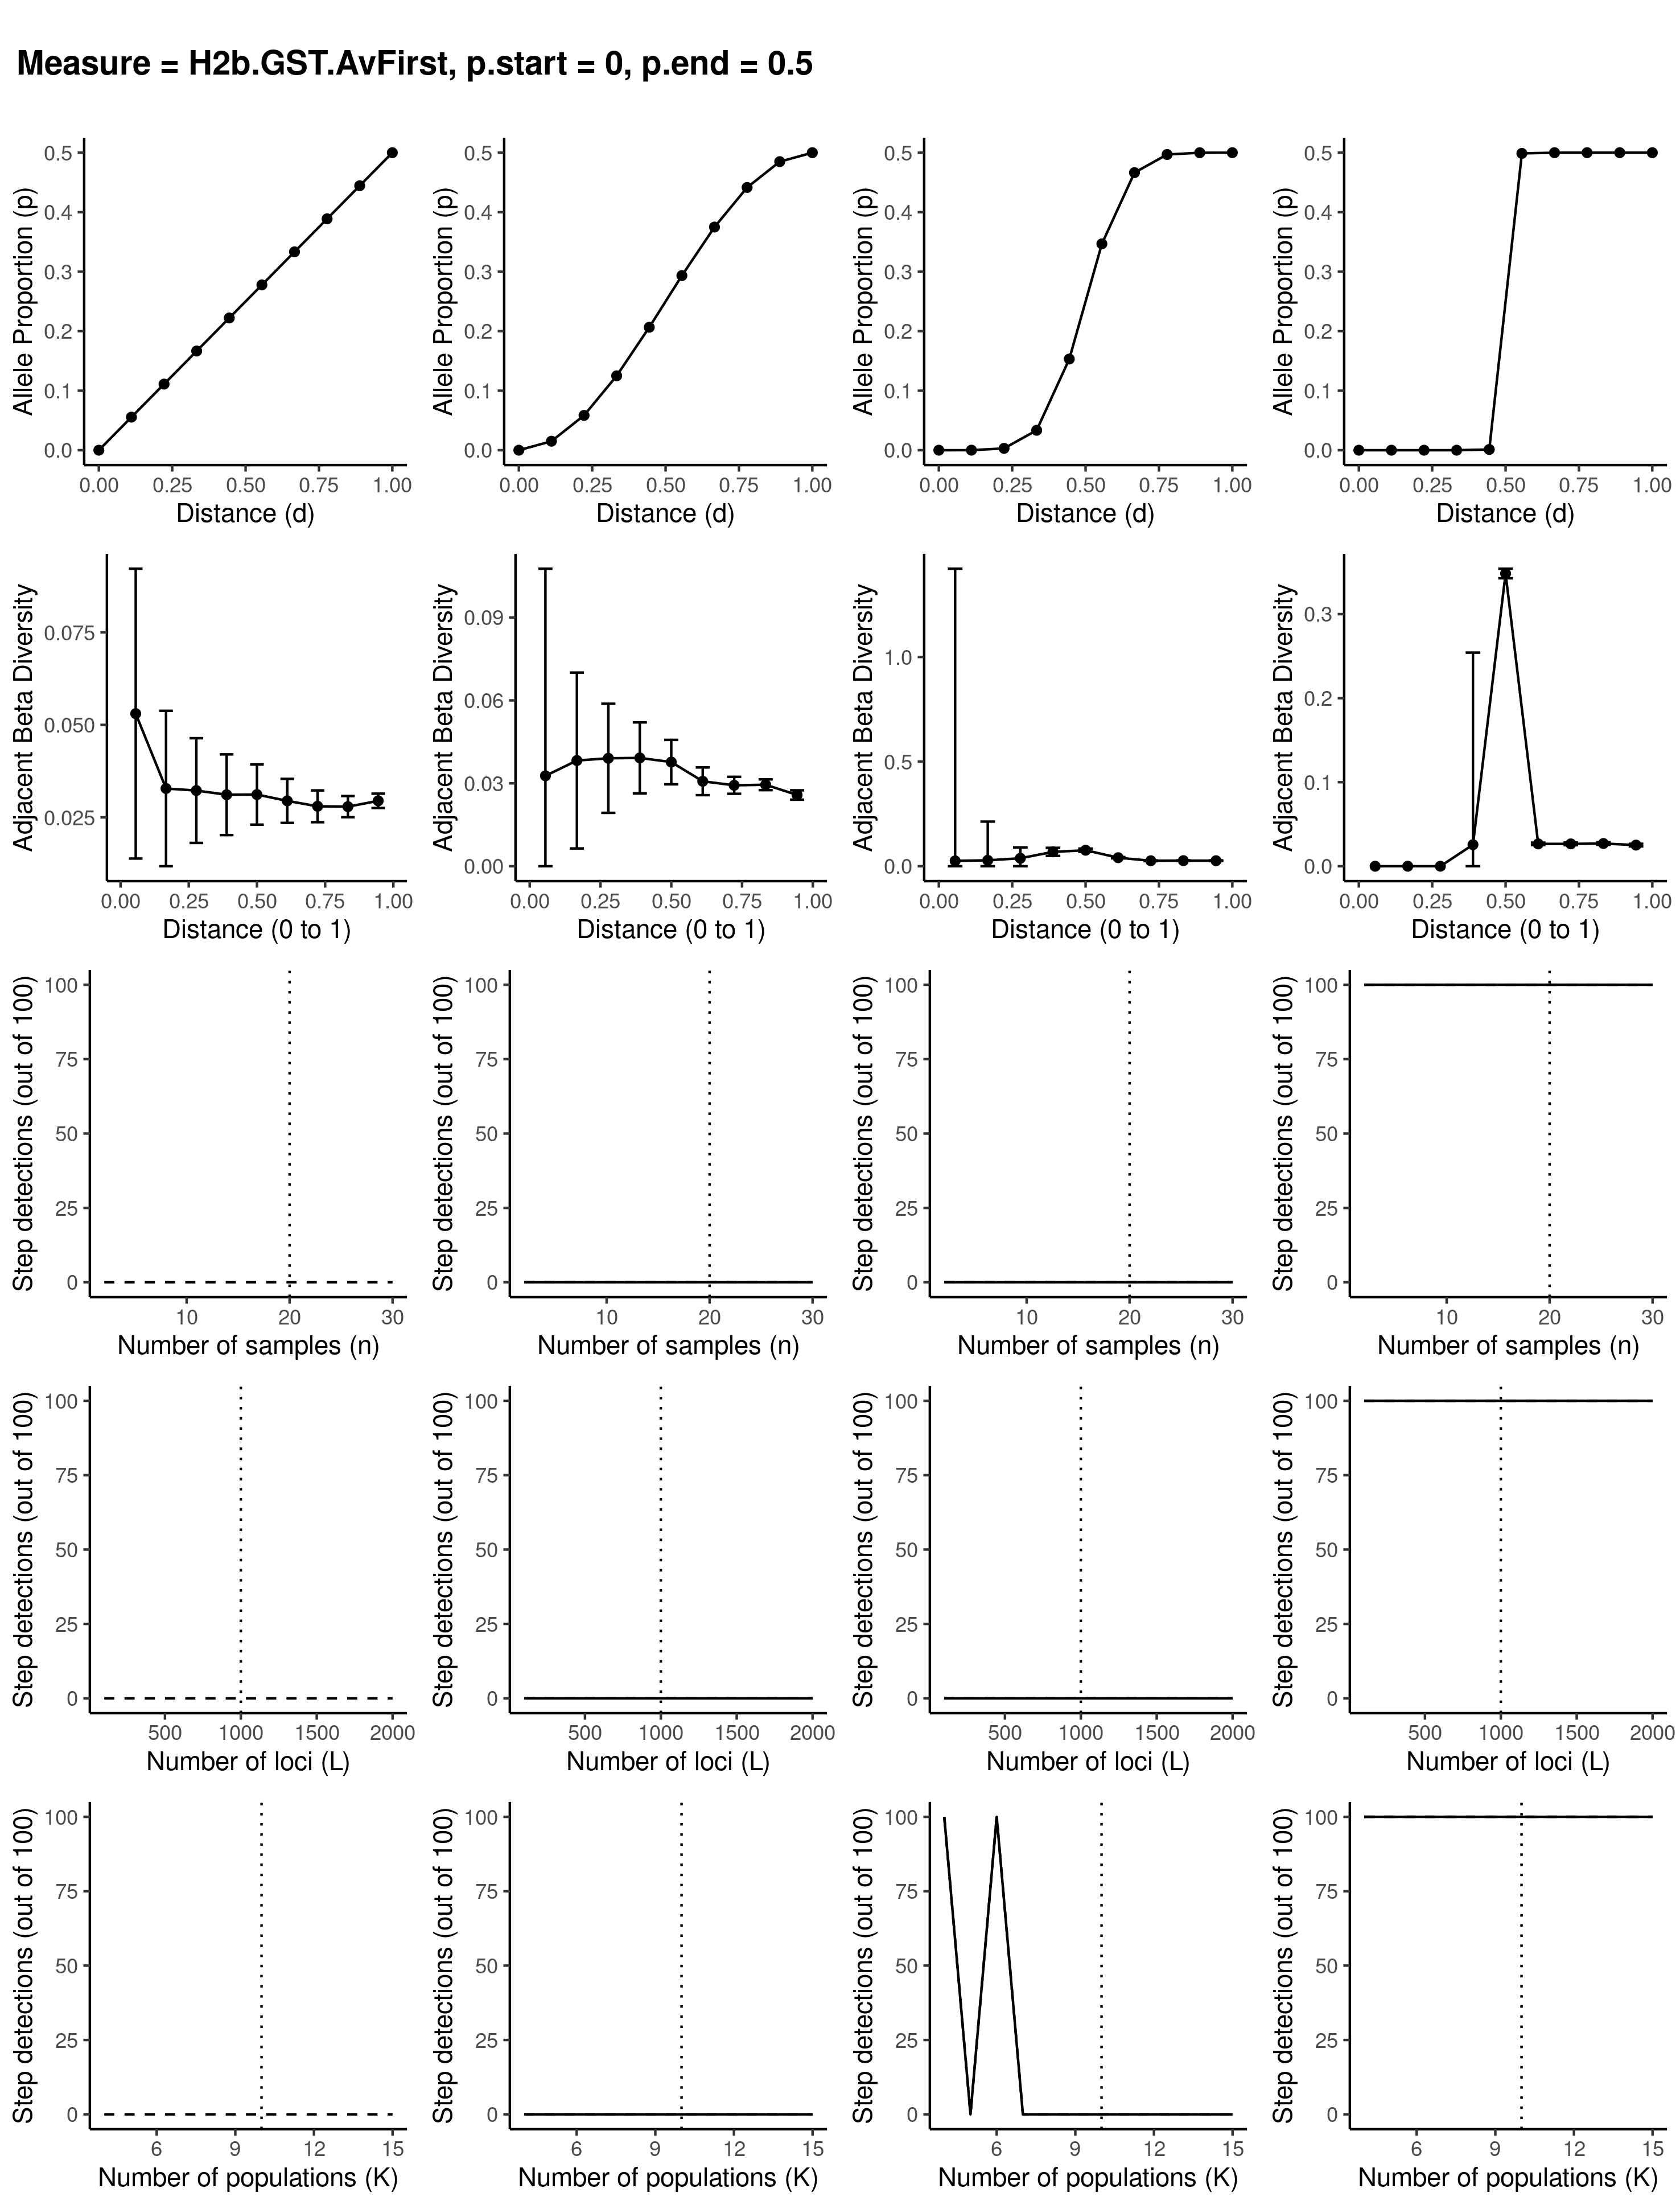 Measure = H2b.GST.AvFirst, p.start = 0, p.end = 0.5
Allele Proportion (p)
0.5
0.4
0.3
0.2
0.1
0.0
0.00 0.25 0.50 0.75 1.00
Distance (d)
Allele Proportion (p)
0.5
0.4
0.3
0.2
0.1
0.0
0.00 0.25 0.50 0.75 1.00
Distance (d)
Allele Proportion (p)
0.5
0.4
0.3
0.2
0.1
0.0
0.00 0.25 0.50 0.75 1.00
Distance (d)
Allele Proportion (p)
0.5
0.4
0.3
0.2
0.1
0.0
0.00 0.25 0.50 0.75 1.00
Distance (d)
Adjacent Beta Diversity
0.075
0.050
0.025
0.00 0.25 0.50 0.75 1.00
Distance (0 to 1)
Adjacent Beta Diversity
0.09
0.06
0.03
0.00
0.00 0.25 0.50 0.75 1.00
Distance (0 to 1)
Adjacent Beta Diversity
1.0
0.5
0.0
0.00 0.25 0.50 0.75 1.00
Distance (0 to 1)
Adjacent Beta Diversity
0.3
0.2
0.1
0.0
0.00 0.25 0.50 0.75 1.00
Distance (0 to 1)
Step detections (out of 100)
100
75
50
25
0
10 20 30
Number of samples (n)
Step detections (out of 100)
100
75
50
25
0
10 20 30
Number of samples (n)
Step detections (out of 100)
100
75
50
25
0
10 20 30
Number of samples (n)
Step detections (out of 100)
100
75
50
25
0
10 20 30
Number of samples (n)
Step detections (out of 100)
100
75
50
25
0
500 1000 1500 2000
Number of loci (L)
Step detections (out of 100)
100
75
50
25
0
500 1000 1500 2000
Number of loci (L)
Step detections (out of 100)
100
75
50
25
0
500 1000 1500 2000
Number of loci (L)
Step detections (out of 100)
100
75
50
25
0
500 1000 1500 2000
Number of loci (L)
Step detections (out of 100)
100
75
50
25
0
6 9 12 15
Number of populations (K)
Step detections (out of 100)
100
75
50
25
0
6 9 12 15
Number of populations (K)
Step detections (out of 100)
100
75
50
25
0
6 9 12 15
Number of populations (K)
Step detections (out of 100)
100
75
50
25
0
6 9 12 15
Number of populations (K)